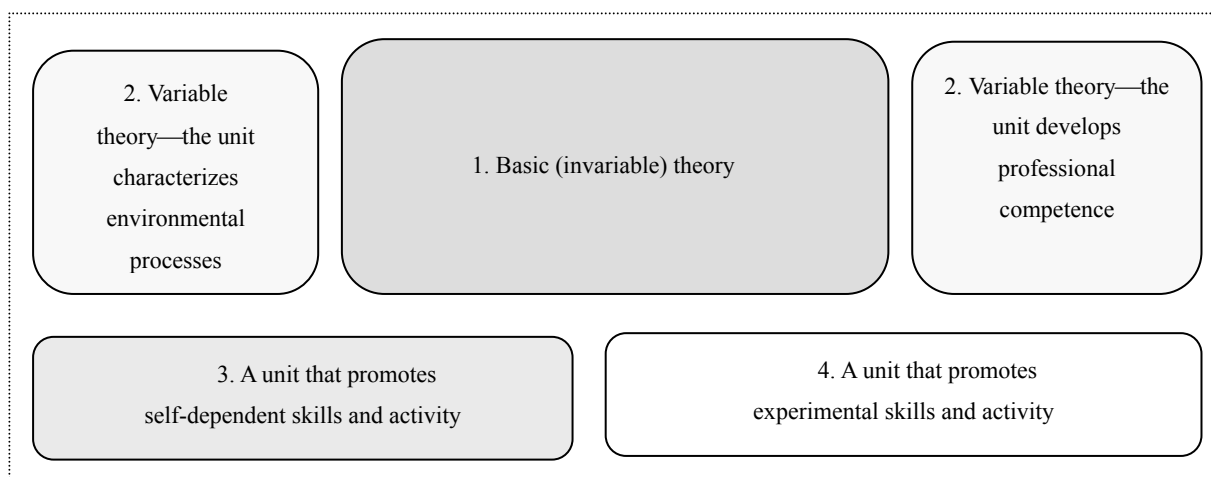 2. Variable
theory—the unit
characterizes
environmental
processes
1. Basic (invariable) theory
2. Variable theory—the
unit develops
professional
competence
3. A unit that promotes
self-dependent skills and activity
4. A unit that promotes
experimental skills and activity